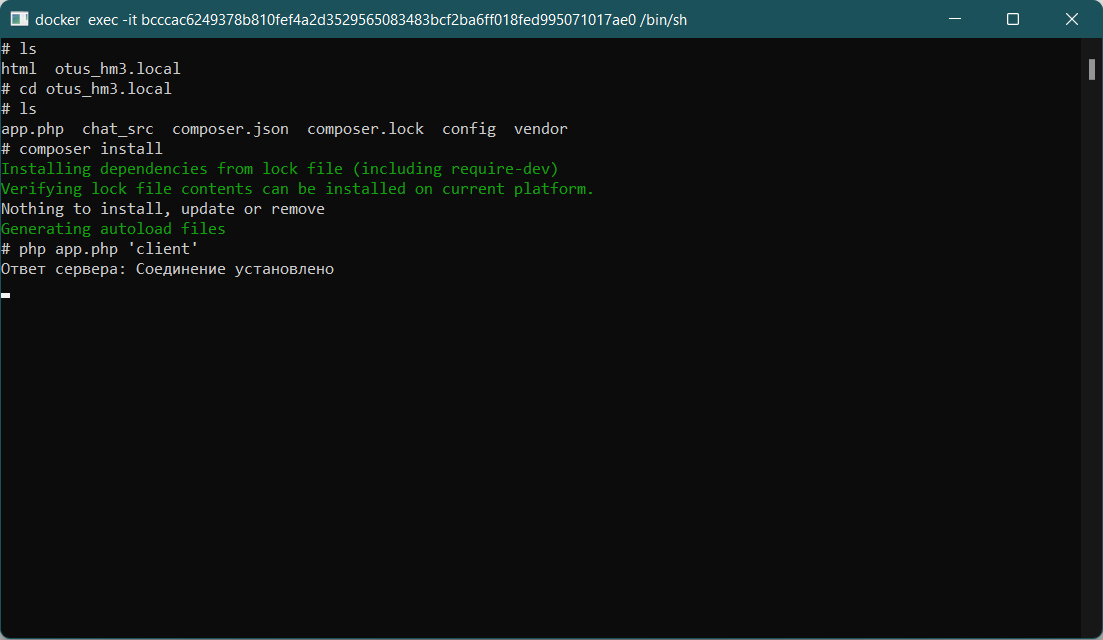 docker exec -it bcccac6249378b810fef4a2d3529565083483bcf2ba6ff018fed995071017ae0 /bin/sh
# ls
html  otus_hm3.local
# cd otus_hm3.local
# ls
app.php  chat_src  composer.json  composer.lock  config  vendor
# composer install
Installing dependencies from lock file (including require-dev)
Verifying lock file contents can be installed on current platform.
Nothing to install, update or remove
Generating autoload files
# php app.php 'client'
Ответ сервера: Соединение установлено